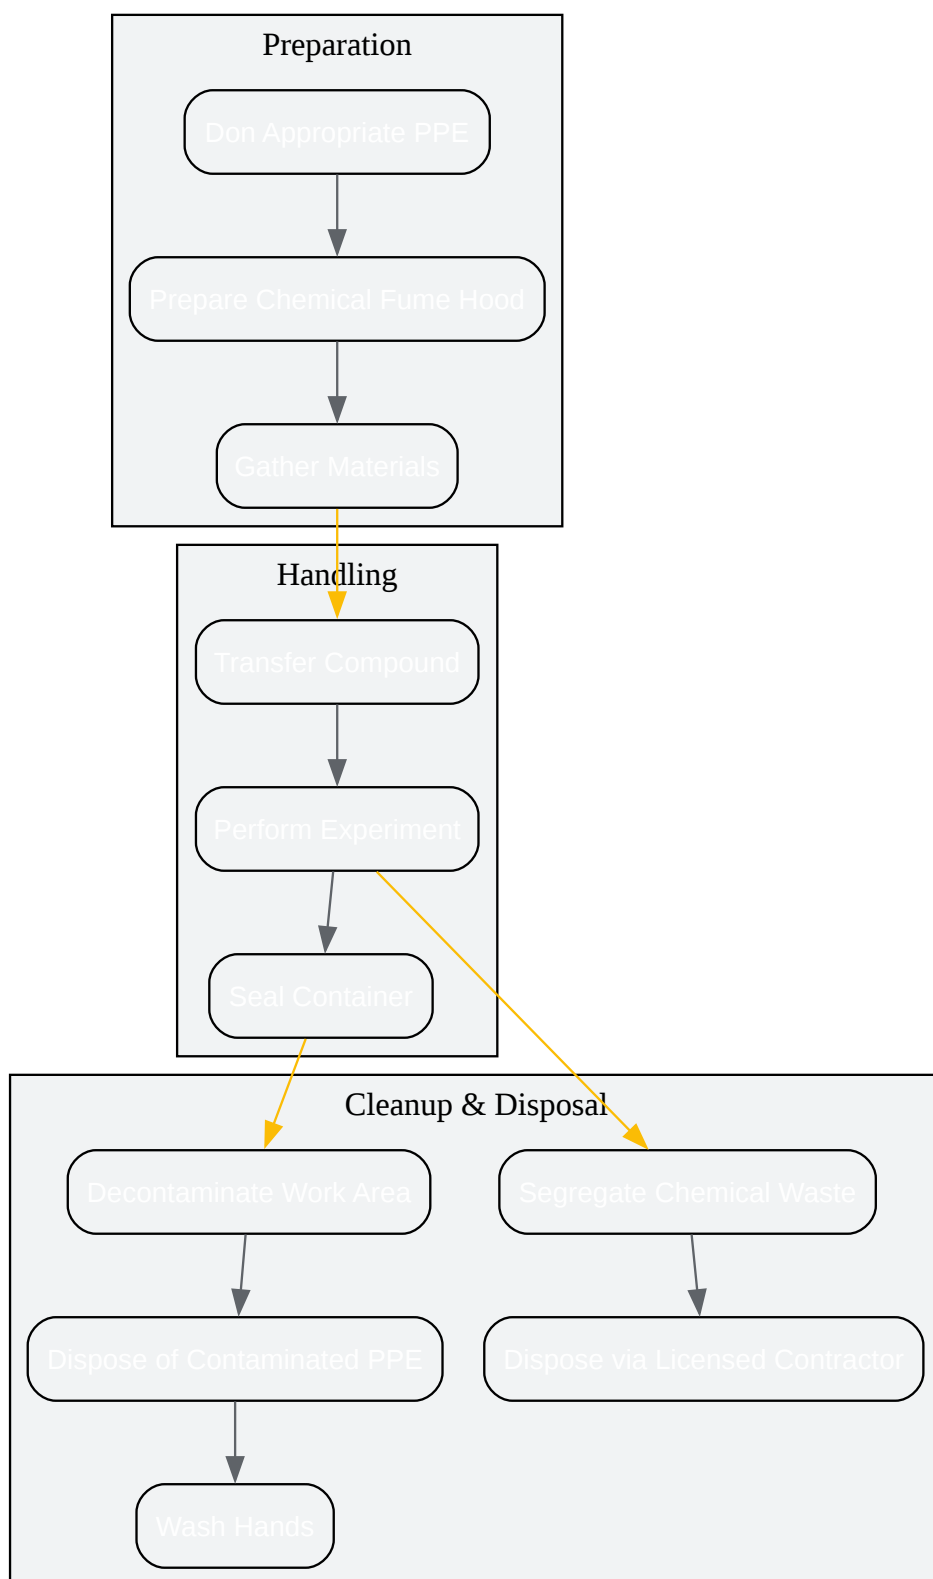 Preparation
Don Appropriate PPE
Prepare Chemical Fume Hood
Gather Materials
Handling
Transfer Compound
Perform Experiment
Seal Container
Cleanup & Disposal
Decontaminate Work Area
Segregate Chemical Waste
Dispose of Contaminated PPE
Dispose via Licensed Contractor
Wash Hands